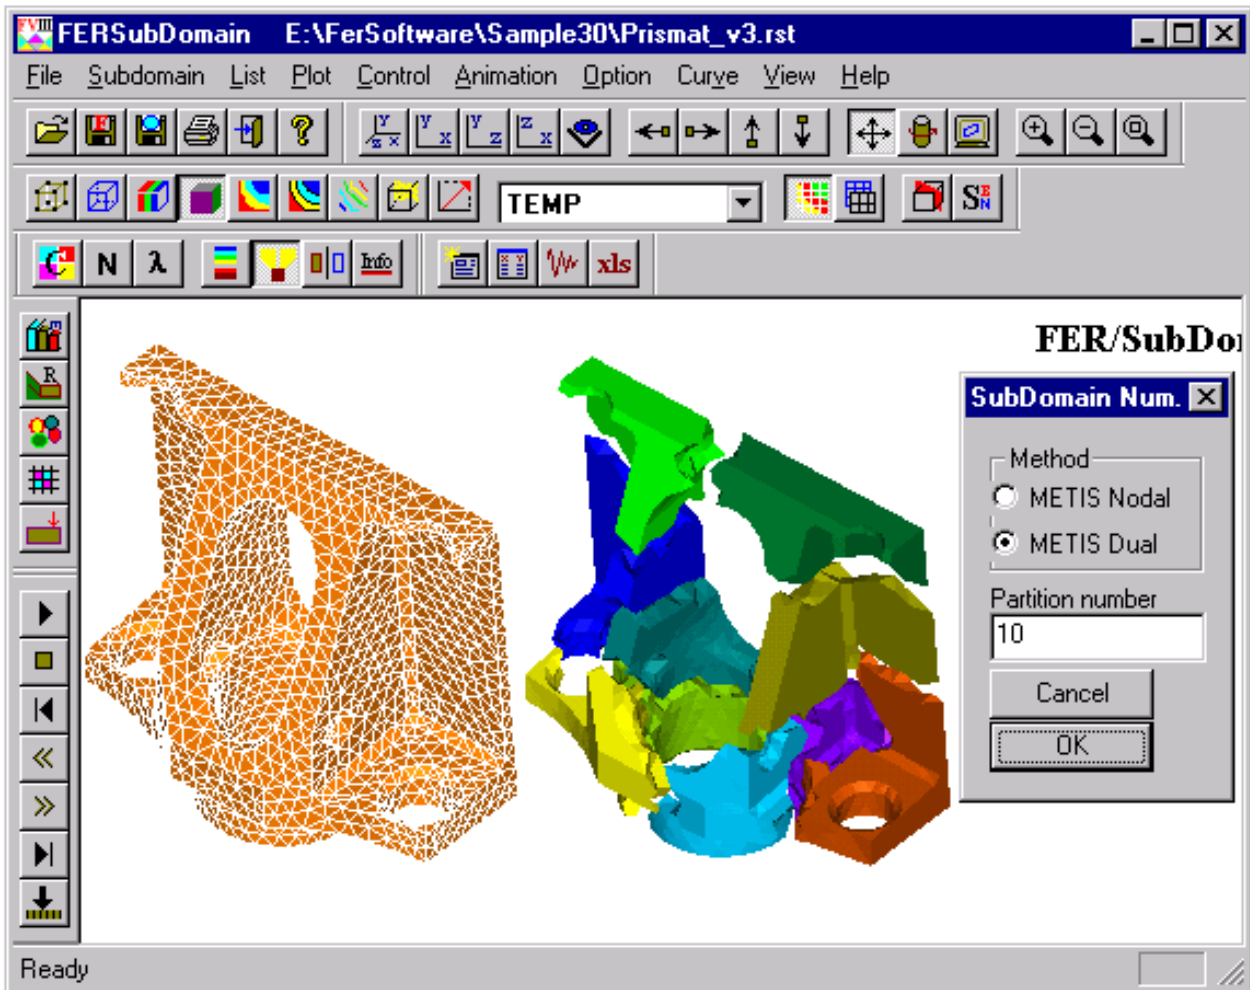 FVIII FERSubDomain E:\FerSoftware\Sample30\Prismat_v3.rst
File Subdomain List Plot Control Animation Option Curve View Help
TEMP
C N λ Info xls
R
FER/SubDo
SubDomain Num.
Method
METIS Nodal
METIS Dual
Partition number
10
Cancel
OK
Ready